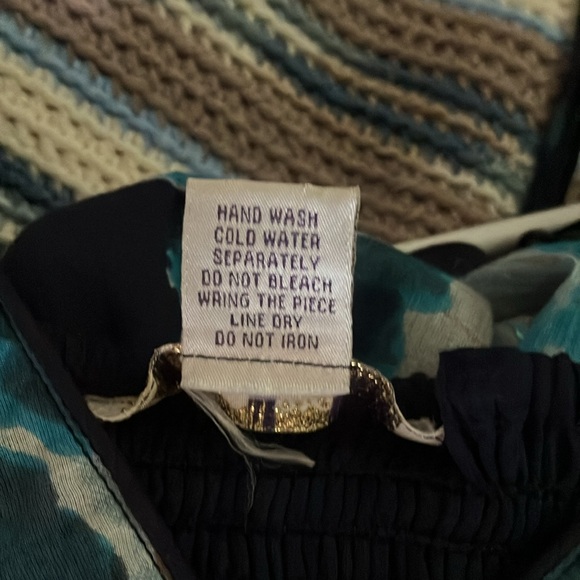 HAND WASH
COLD WATER
SEPARATELY
DO NOT BLEACH
WRING THE PIECE
LINE DRY
DO NOT IRON